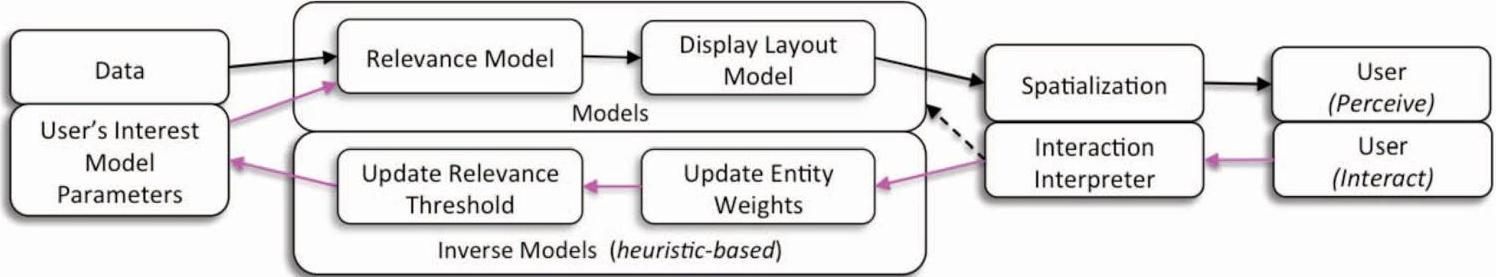 Data
User's Interest
Model
Parameters
Relevance Model
Display Layout
Model
Models
Update Relevance
Threshold
Update Entity
Weights
Inverse Models (heuristic-based)
Spatialization
Interaction
Interpreter
User
(Perceive)
User
(Interact)